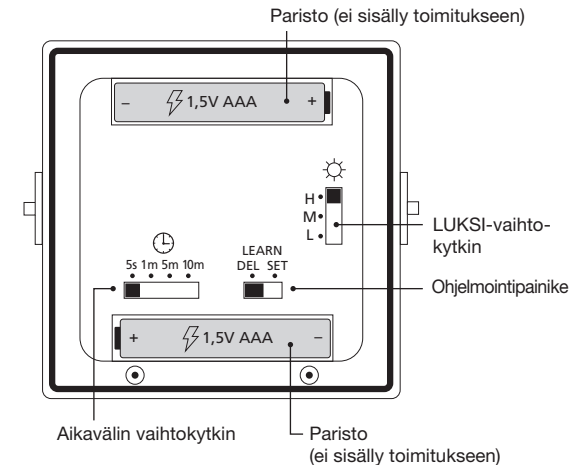 Paristo (ei sisälly toimitukseen)
– 1,5V AAA +
H
M
L
LUKSI-vaihto-
kytkin
LEARN
5s 1m 5m 10m
DEL SET
Ohjelmointipainike
+ 1,5V AAA –
Aikavälin vaihtokytkin
Paristo
(ei sisälly toimitukseen)